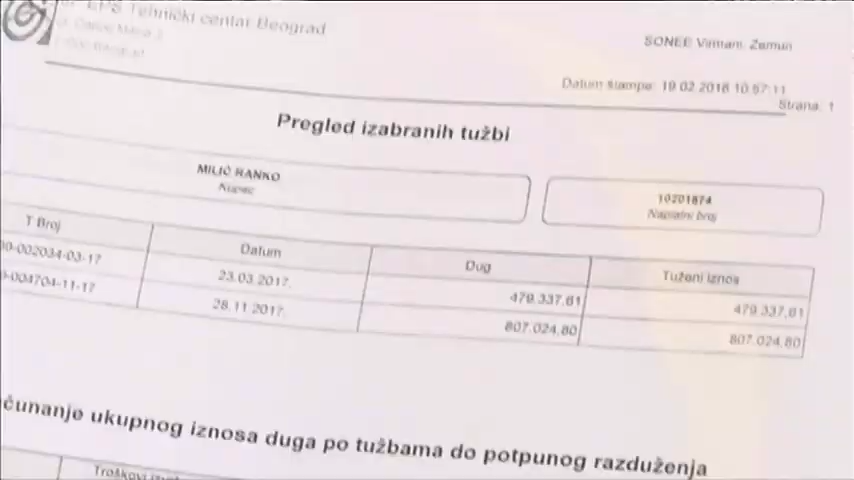 EPS Tehnički centar Beograd
SONEE Virmani, Zemun
Datum štampe: 19.02.2018 10:57:11
Strana: 1
Pregled izabranih tužbi
MILIĆ RANKO
Kupac
10201874
Naplatni broj
T Broj
Datum
Dug
Tuženi iznos
00-002034-03-17
23.03.2017.
479.337,61
479.337,61
-004704-11-17
28.11.2017.
807.024,80
807.024,80
čunanje ukupnog iznosa duga po tužbama do potpunog razduženja
Troškovi